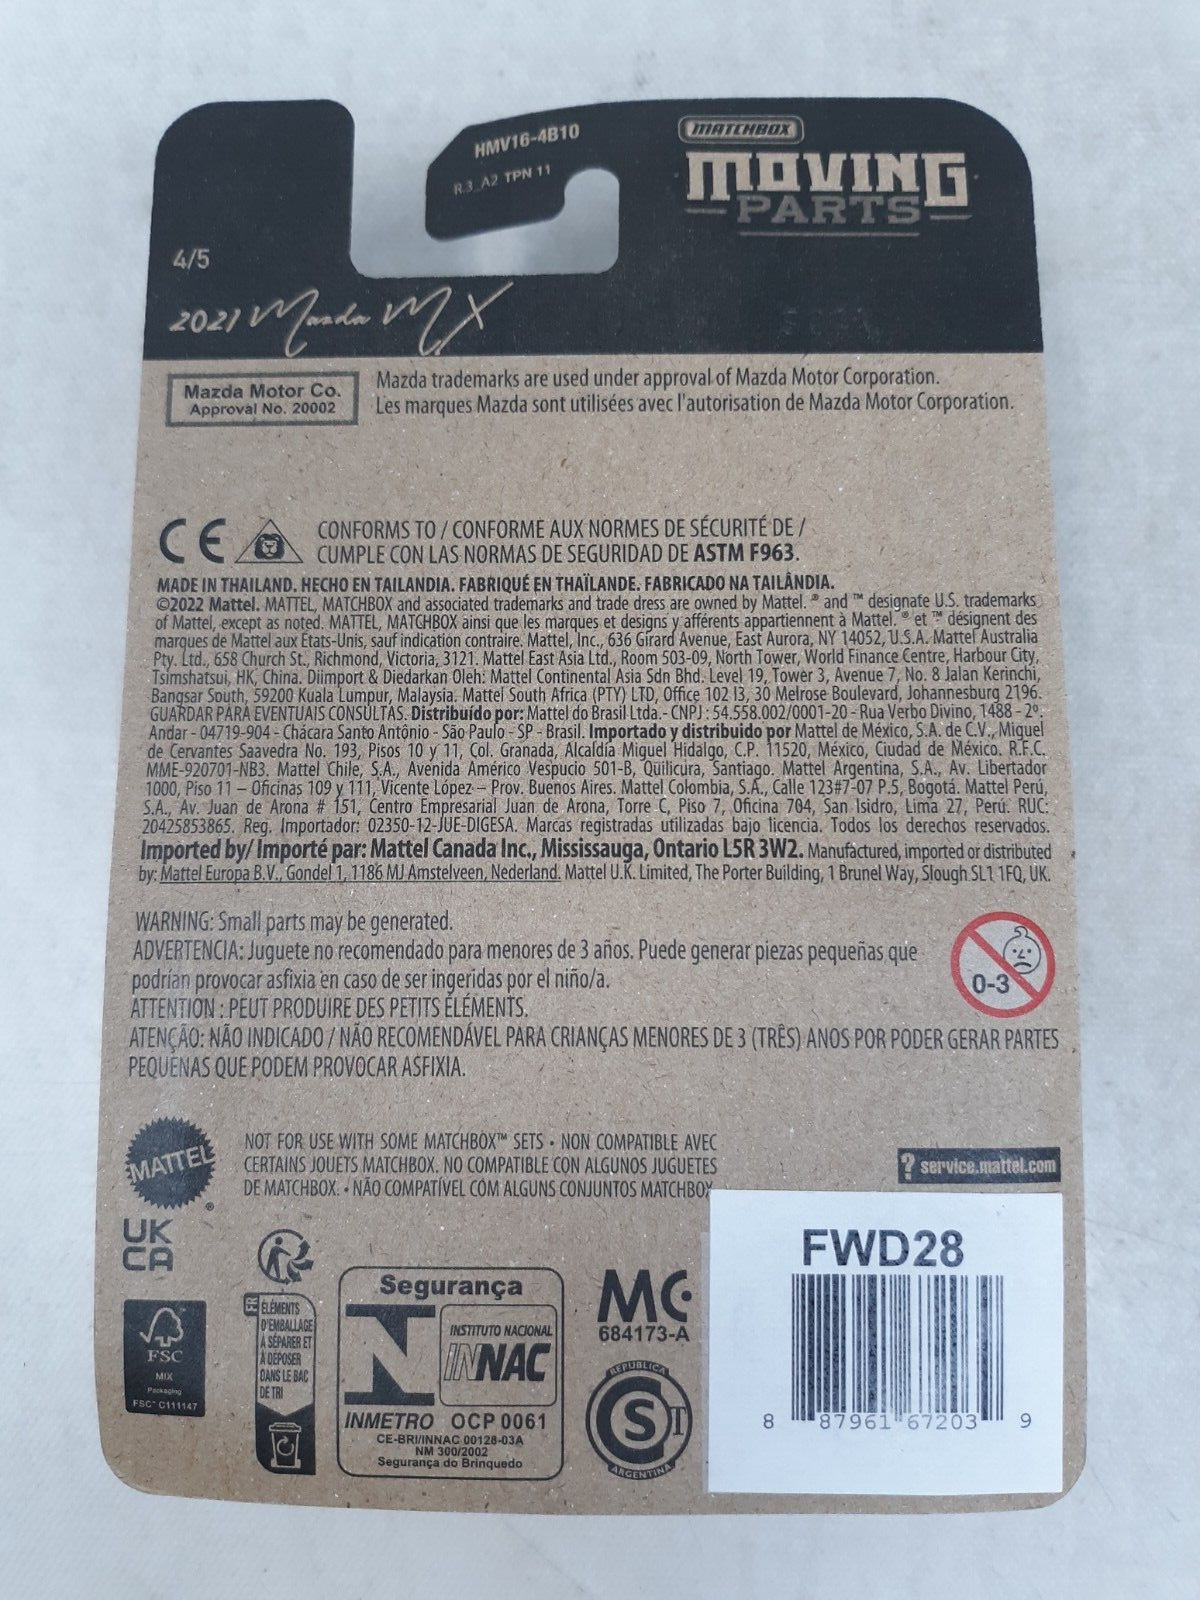 HMV16-4B10
R.3_A2 TPN 11
MATCHBOX
MOVING
PARTS
4/5
2021 Mazda MX
Mazda Motor Co.
Approval No. 20002
Mazda trademarks are used under approval of Mazda Motor Corporation.
Les marques Mazda sont utilisées avec l'autorisation de Mazda Motor Corporation.
CE
CONFORMS TO / CONFORME AUX NORMES DE SÉCURITÉ DE /
CUMPLE CON LAS NORMAS DE SEGURIDAD DE ASTM F963.
MADE IN THAILAND. HECHO EN TAILANDIA. FABRIQUÉ EN THAÏLANDE. FABRICADO NA TAILÂNDIA.
©2022 Mattel. MATTEL, MATCHBOX and associated trademarks and trade dress are owned by Mattel. ® and ™ designate U.S. trademarks
of Mattel, except as noted. MATTEL, MATCHBOX ainsi que les marques et designs y afférents appartiennent à Mattel. ® et ™ désignent des
marques de Mattel aux États-Unis, sauf indication contraire. Mattel, Inc., 636 Girard Avenue, East Aurora, NY 14052, U.S.A. Mattel Australia
Pty. Ltd., 658 Church St., Richmond, Victoria, 3121. Mattel East Asia Ltd., Room 503-09, North Tower, World Finance Centre, Harbour City,
Tsimshatsui, HK, China. Diimport & Diedarkan Oleh: Mattel Continental Asia Sdn Bhd. Level 19, Tower 3, Avenue 7, No. 8 Jalan Kerinchi,
Bangsar South, 59200 Kuala Lumpur, Malaysia. Mattel South Africa (PTY) LTD, Office 102 I3, 30 Melrose Boulevard, Johannesburg 2196.
GUARDAR PARA EVENTUAIS CONSULTAS. Distribuído por: Mattel do Brasil Ltda.- CNPJ : 54.558.002/0001-20 - Rua Verbo Divino, 1488 - 2º.
Andar - 04719-904 - Chácara Santo Antônio - São Paulo - SP - Brasil. Importado y distribuido por Mattel de México, S.A. de C.V., Miguel
de Cervantes Saavedra No. 193, Pisos 10 y 11, Col. Granada, Alcaldía Miguel Hidalgo, C.P. 11520, México, Ciudad de México. R.F.C.
MME-920701-NB3. Mattel Chile, S.A., Avenida Américo Vespucio 501-B, Quilicura, Santiago. Mattel Argentina, S.A., Av. Libertador
1000, Piso 11 – Oficinas 109 y 111, Vicente López – Prov. Buenos Aires. Mattel Colombia, S.A., Calle 123#7-07 P.5, Bogotá. Mattel Perú,
S.A., Av. Juan de Arona # 151, Centro Empresarial Juan de Arona, Torre C, Piso 7, Oficina 704, San Isidro, Lima 27, Perú. RUC:
20425853865. Reg. Importador: 02350-12-JUE-DIGESA. Marcas registradas utilizadas bajo licencia. Todos los derechos reservados.
Imported by/ Importé par: Mattel Canada Inc., Mississauga, Ontario L5R 3W2. Manufactured, imported or distributed
by: Mattel Europa B.V., Gondel 1, 1186 MJ Amstelveen, Nederland. Mattel U.K. Limited, The Porter Building, 1 Brunel Way, Slough SL1 1FQ, UK.
WARNING: Small parts may be generated.
ADVERTENCIA: Juguete no recomendado para menores de 3 años. Puede generar piezas pequeñas que
podrían provocar asfixia en caso de ser ingeridas por el niño/a.
ATTENTION : PEUT PRODUIRE DES PETITS ÉLÉMENTS.
ATENÇÃO: NÃO INDICADO / NÃO RECOMENDÁVEL PARA CRIANÇAS MENORES DE 3 (TRÊS) ANOS POR PODER GERAR PARTES
PEQUENAS QUE PODEM PROVOCAR ASFIXIA.
0-3
MATTEL®
NOT FOR USE WITH SOME MATCHBOX™ SETS • NON COMPATIBLE AVEC
CERTAINS JOUETS MATCHBOX. NO COMPATIBLE CON ALGUNOS JUGUETES
DE MATCHBOX. • NÃO COMPATÍVEL COM ALGUNS CONJUNTOS MATCHBOX
? service.mattel.com
UK
CA
FSC
MIX
Packaging
FSC™ C111147
FR
ÉLÉMENTS
D'EMBALLAGE
À SÉPARER ET
À DÉPOSER
DANS LE BAC
DE TRI
Segurança
INSTITUTO NACIONAL
INNAC
INMETRO OCP 0061
CE-BRI/INNAC 00128-03A
NM 300/2002
Segurança do Brinquedo
MC
684173-A
REPUBLICA
S T
ARGENTINA
FWD28
8 87961 67203 9